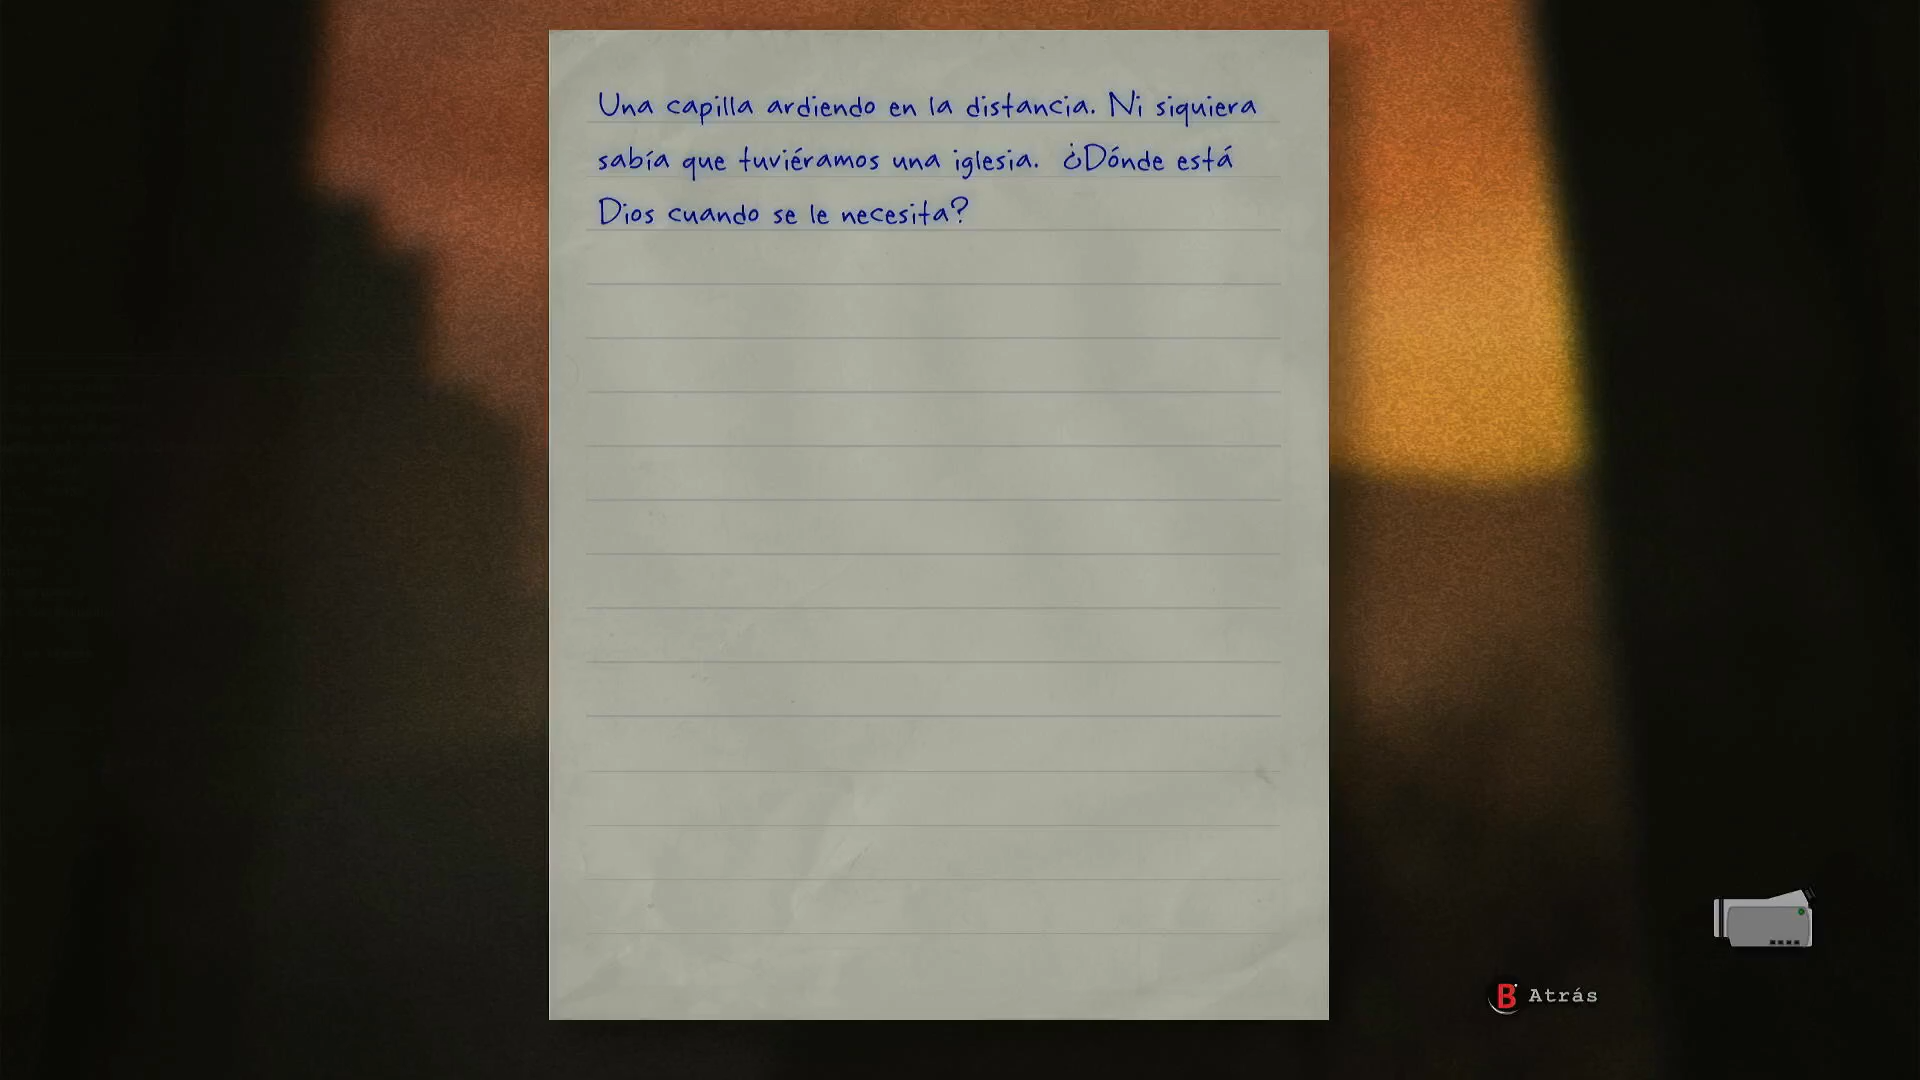 Una capilla ardiendo en la distancia. Ni siquiera
sabía que tuviéramos una iglesia. ¿Dónde está
Dios cuando se le necesita?
B Atrás